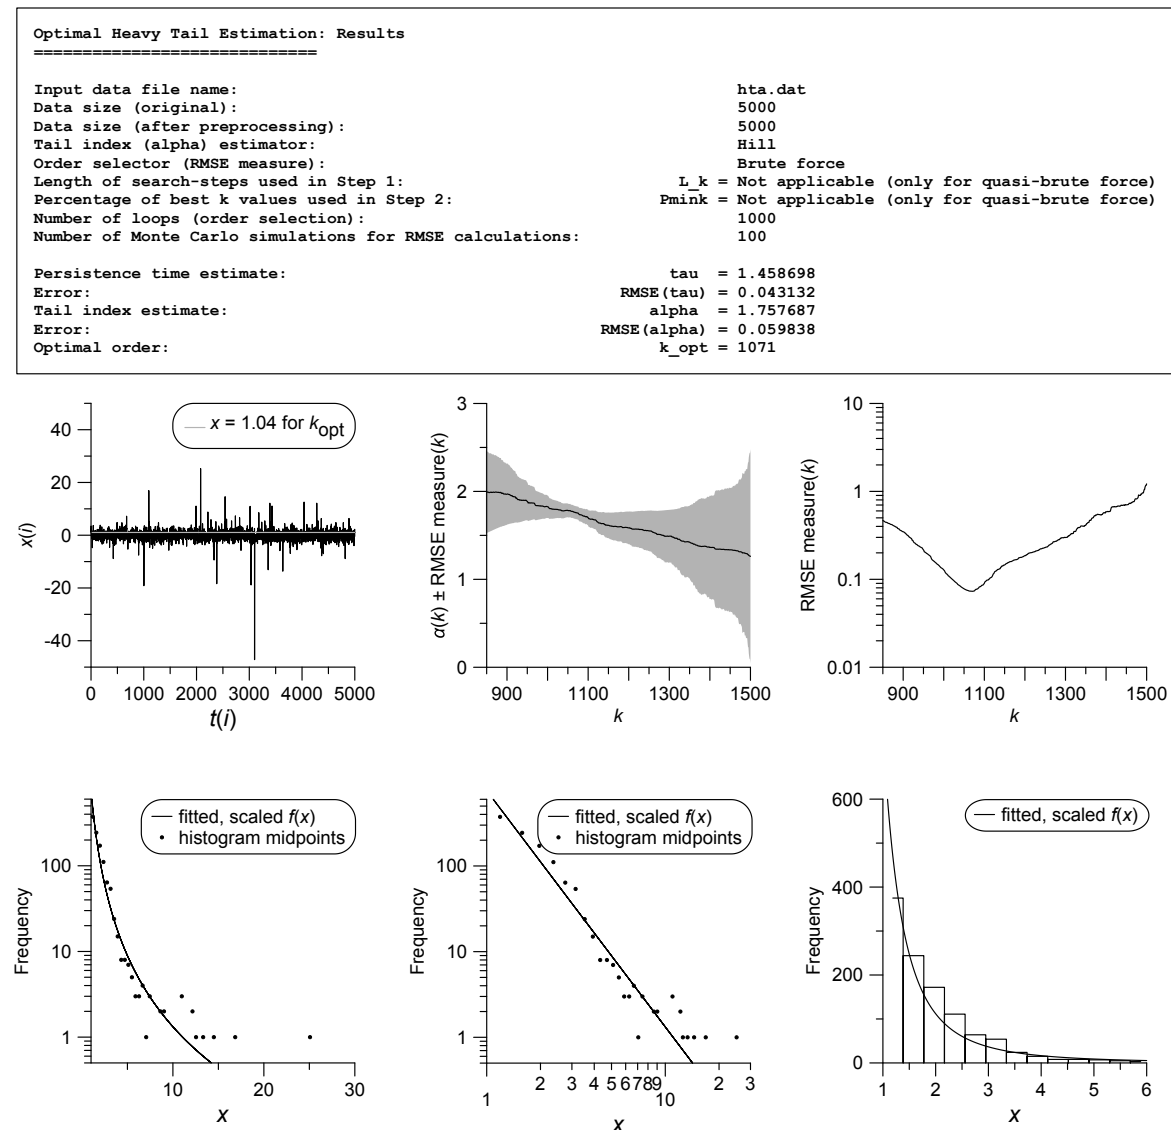 Optimal Heavy Tail Estimation: Results
=============================
Input data file name: hta.dat
Data size (original): 5000
Data size (after preprocessing): 5000
Tail index (alpha) estimator: Hill
Order selector (RMSE measure): Brute force
Length of search-steps used in Step 1: L_k = Not applicable (only for quasi-brute force)
Percentage of best k values used in Step 2: Pmink = Not applicable (only for quasi-brute force)
Number of loops (order selection): 1000
Number of Monte Carlo simulations for RMSE calculations: 100
Persistence time estimate: tau = 1.458698
Error: RMSE(tau) = 0.043132
Tail index estimate: alpha = 1.757687
Error: RMSE(alpha) = 0.059838
Optimal order: k_opt = 1071
x = 1.04 for kopt
40
20
0
-20
-40
x(i)
0 1000 2000 3000 4000 5000
t(i)
3
2
1
0
α(k) ± RMSE measure(k)
900 1100 1300 1500
k
10
1
0.1
0.01
RMSE measure(k)
900 1100 1300 1500
k
fitted, scaled f(x)
histogram midpoints
100
10
1
Frequency
10 20 30
x
fitted, scaled f(x)
histogram midpoints
100
10
1
Frequency
2 3 4 5 6 7 8 9 2 3
1 10
x
fitted, scaled f(x)
600
400
200
0
Frequency
1 2 3 4 5 6
x